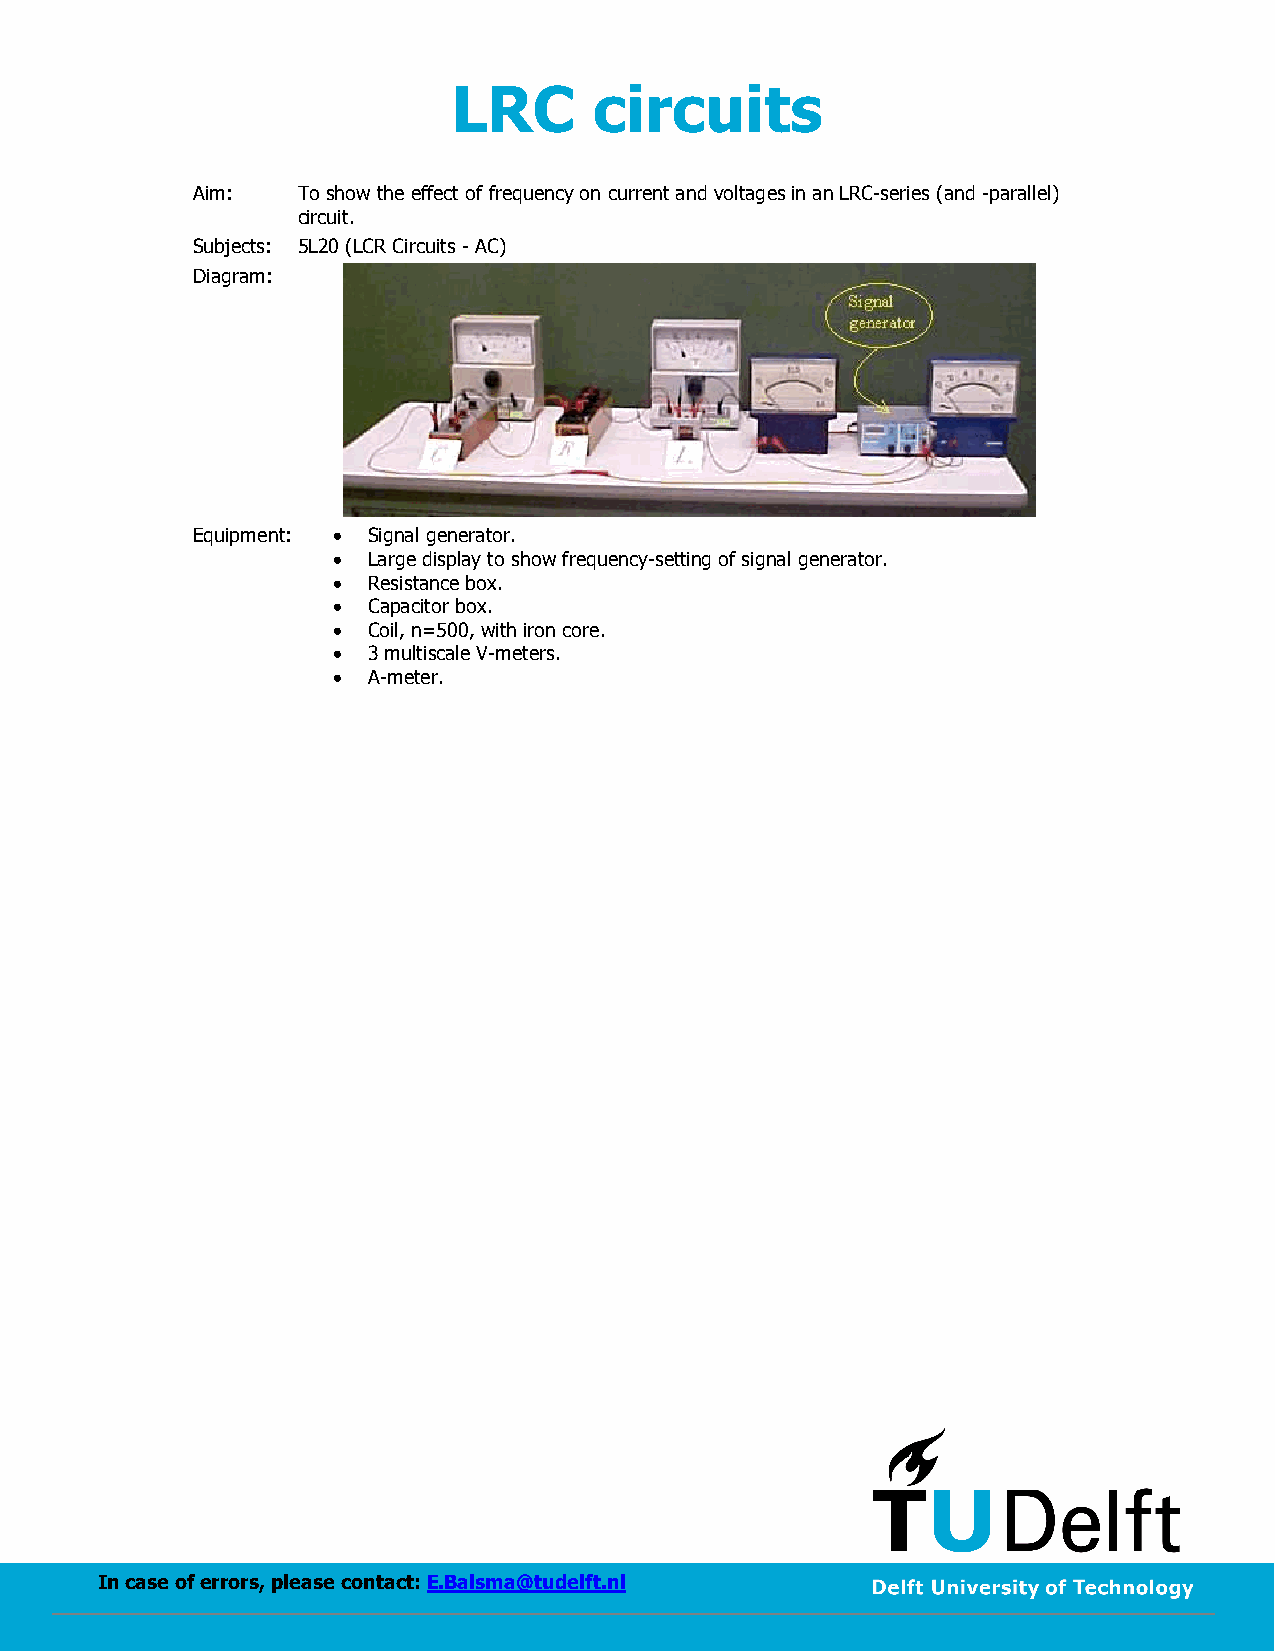 LRC circuits
Aim: To show the effect of frequency on current and voltages in an LRC-series (and -parallel)
circuit.
Subjects: 5L20 (LCR Circuits - AC)
Diagram:
Signal
generator
C
R
L
Equipment: • Signal generator.
• Large display to show frequency-setting of signal generator.
• Resistance box.
• Capacitor box.
• Coil, n=500, with iron core.
• 3 multiscale V-meters.
• A-meter.
TUDelft
In case of errors, please contact: E.Balsma@tudelft.nl
Delft University of Technology